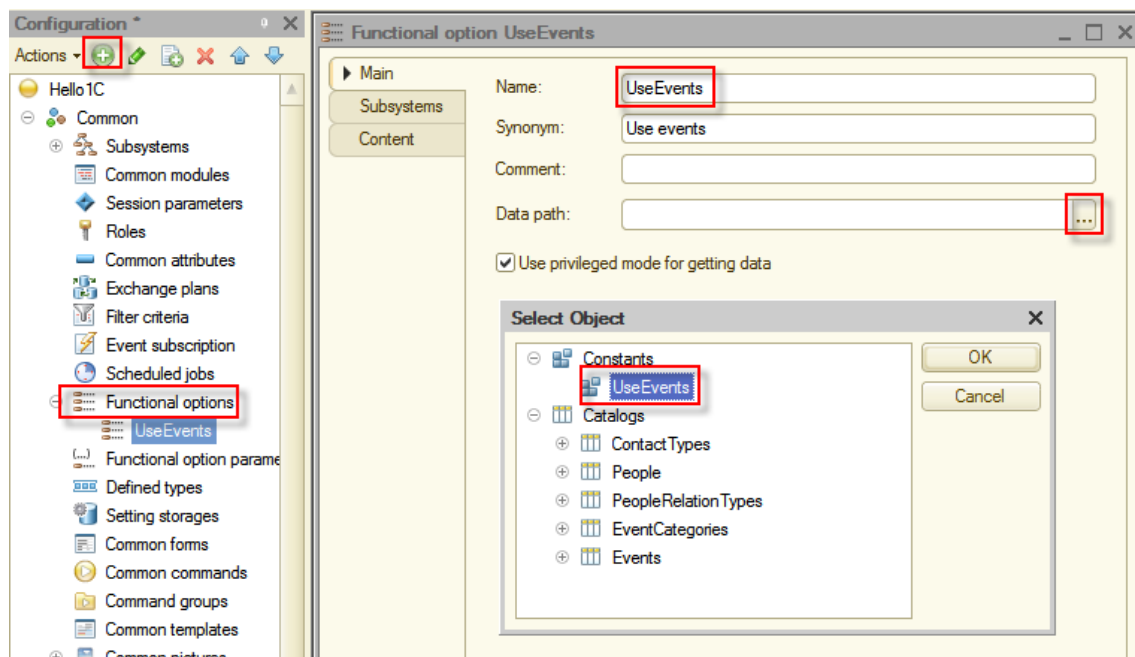 Configuration *
Actions
Hello1C
Common
Subsystems
Common modules
Session parameters
Roles
Common attributes
Exchange plans
Filter criteria
Event subscription
Scheduled jobs
Functional options
UseEvents
Functional option parame
Defined types
Setting storages
Common forms
Common commands
Command groups
Common templates
Common pictures
Functional option UseEvents
Main
Subsystems
Content
Name: UseEvents
Synonym: Use events
Comment:
Data path: ...
Use privileged mode for getting data
Select Object
Constants
UseEvents
Catalogs
ContactTypes
People
PeopleRelationTypes
EventCategories
Events
OK
Cancel